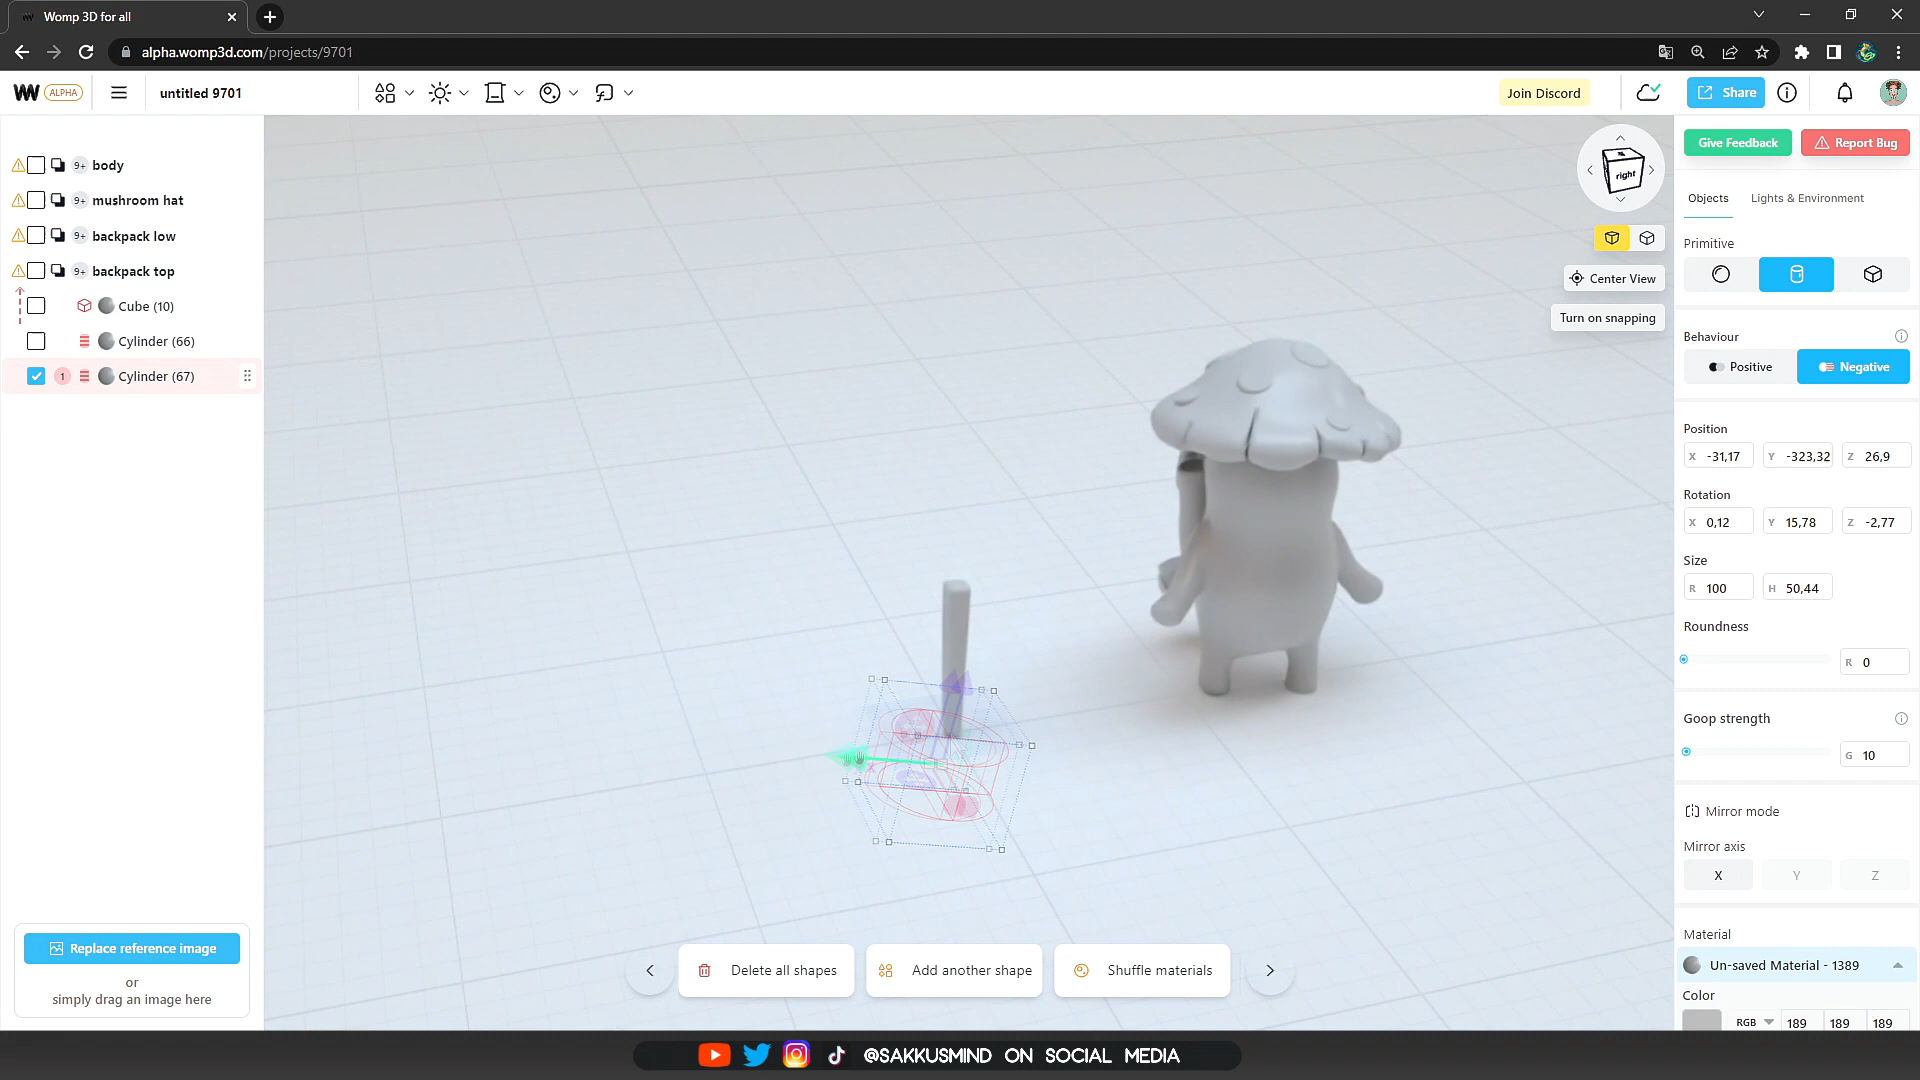 Womp 3D for all
alpha.womp3d.com/projects/9701
ALPHA
untitled 9701
Join Discord
Share
9+ body
9+ mushroom hat
9+ backpack low
9+ backpack top
Cube (10)
Cylinder (66)
1 Cylinder (67)
Replace reference image
or
simply drag an image here
right
Center View
Turn on snapping
Delete all shapes
Add another shape
Shuffle materials
Give Feedback
Report Bug
Objects
Lights & Environment
Primitive
Behaviour
Positive
Negative
Position
X -31,17 Y -323,32 Z 26,9
Rotation
X 0,12 Y 15,78 Z -2,77
Size
R 100 H 50,44
Roundness
R 0
Goop strength
G 10
Mirror mode
Mirror axis
X Y Z
Material
Un-saved Material - 1389
Color
RGB 189 189 189
@SAKKUSMIND ON SOCIAL MEDIA